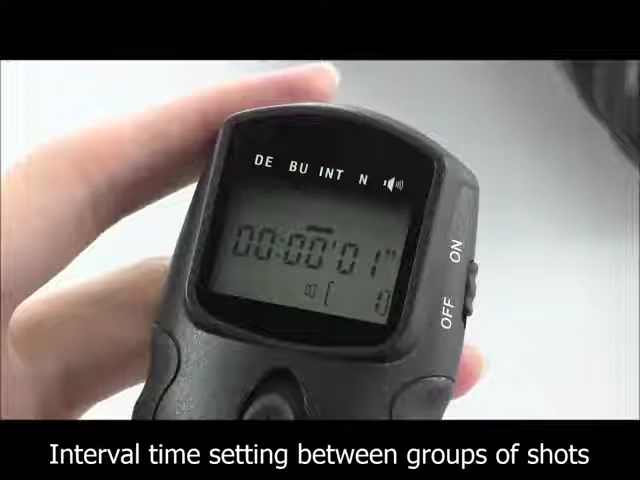 DE BU INT N
00:00'01"
ON
OFF
Interval time setting between groups of shots